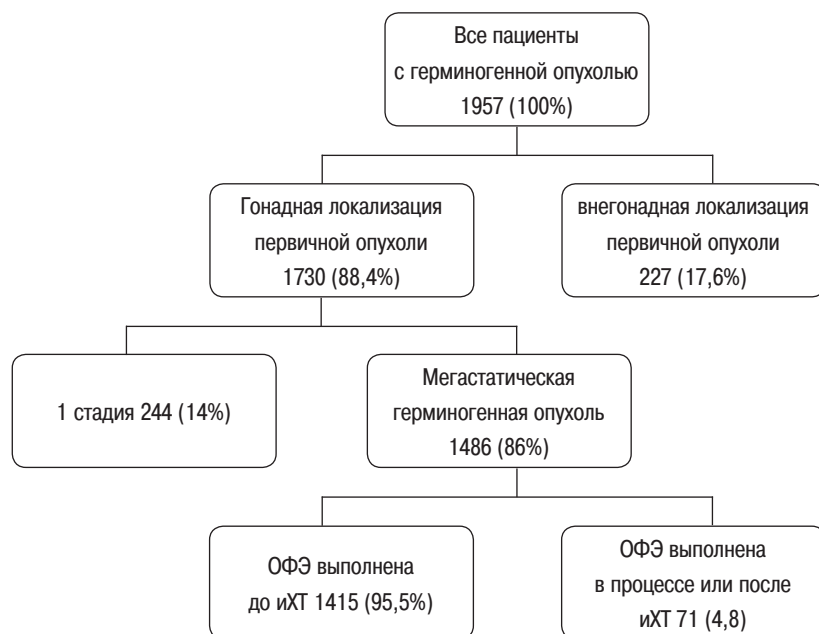 Все пациенты
с герминогенной опухолью
1957 (100%)
Гонадная локализация
первичной опухоли
1730 (88,4%)
внегонадная локализация
первичной опухоли
227 (17,6%)
1 стадия 244 (14%)
Мегастатическая
герминогенная опухоль
1486 (86%)
ОФЭ выполнена
до иХТ 1415 (95,5%)
ОФЭ выполнена
в процессе или после
иХТ 71 (4,8)